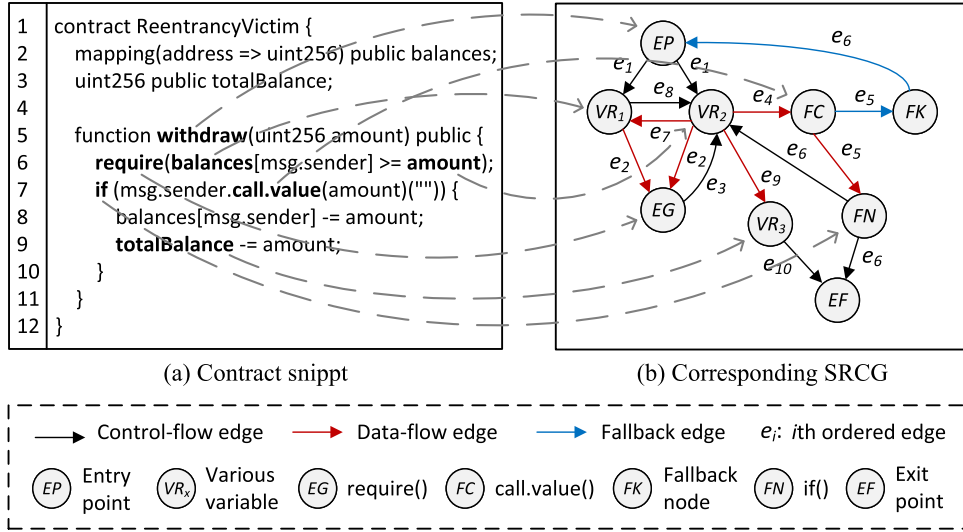 1 contract ReentrancyVictim {
2 mapping(address => uint256) public balances;
3 uint256 public totalBalance;
4
5 function withdraw(uint256 amount) public {
6 require(balances[msg.sender] >= amount);
7 if (msg.sender.call.value(amount)("")) {
8 balances[msg.sender] -= amount;
9 totalBalance -= amount;
10 }
11 }
12 }
(a) Contract snippt
EP
e6
e1 e1
e8
VR1 VR2 e4 FC e5 FK
e7
e2 e2 e3 e9 e6 e5
EG VR3 FN
e10 e6
EF
(b) Corresponding SRCG
Control-flow edge Data-flow edge Fallback edge ei: ith ordered edge
EP Entry point
VRx Various variable
EG require()
FC call.value()
FK Fallback node
FN if()
EF Exit point